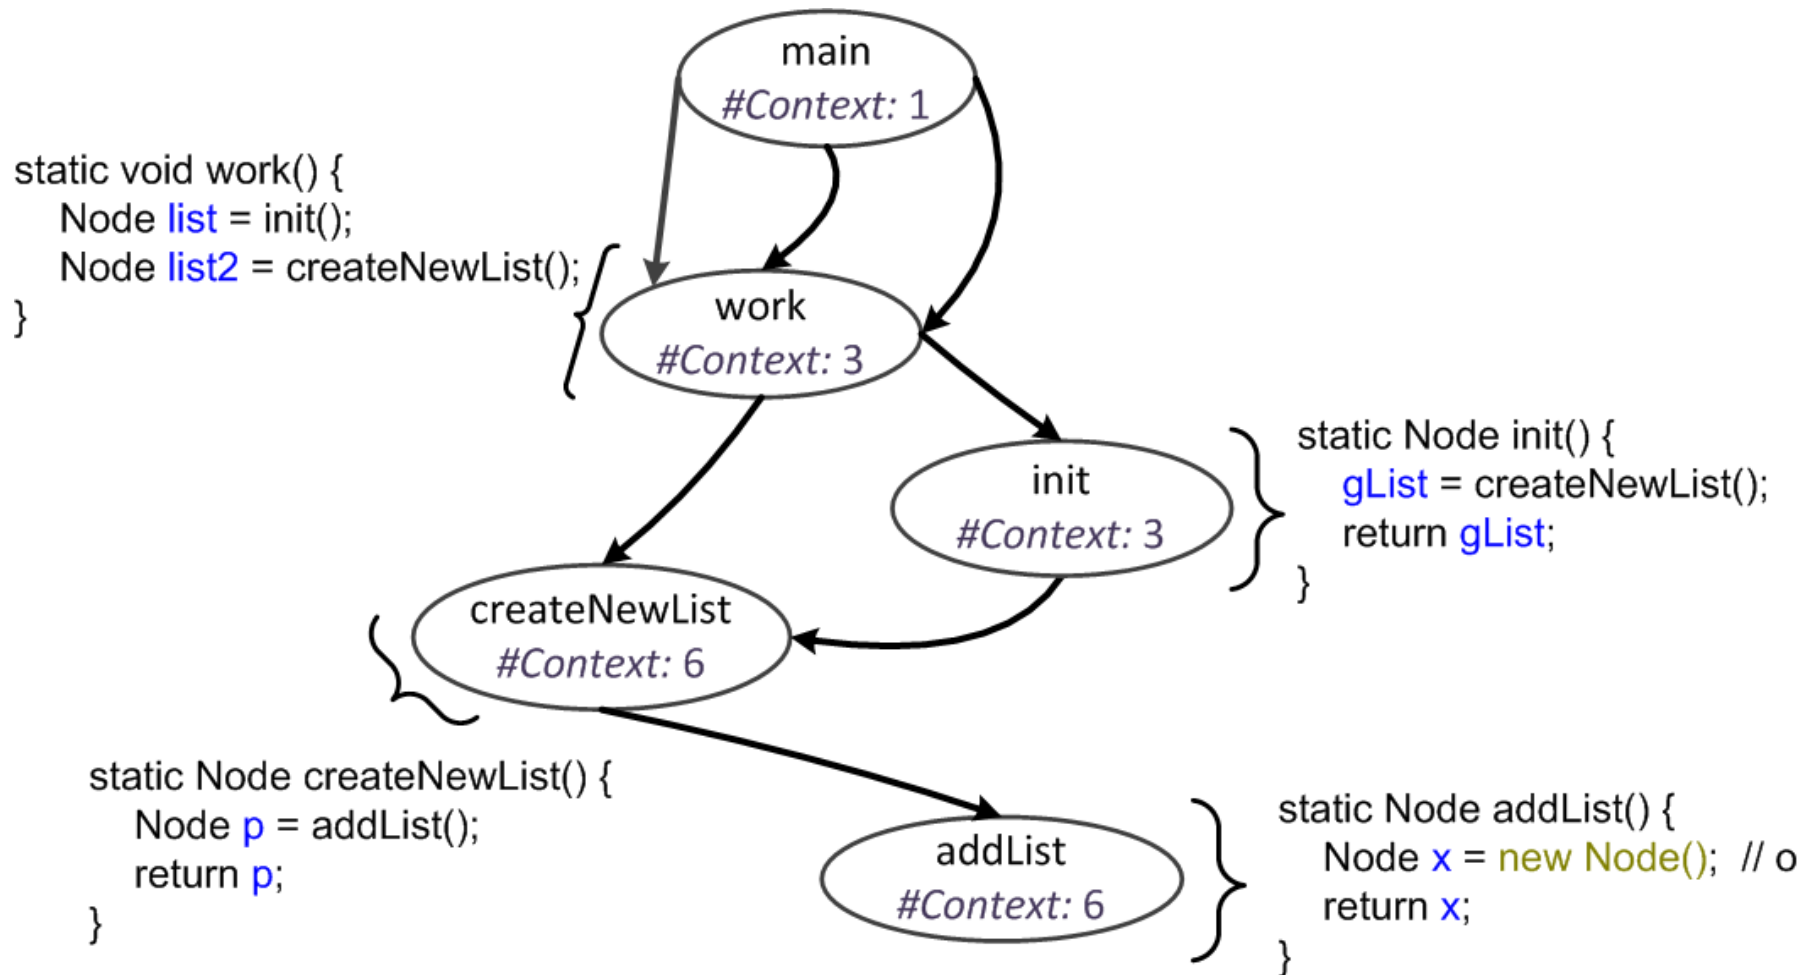 main
#Context: 1
static void work() {
Node list = init();
Node list2 = createNewList();
}
work
#Context: 3
init
#Context: 3
static Node init() {
gList = createNewList();
return gList;
}
createNewList
#Context: 6
static Node createNewList() {
Node p = addList();
return p;
}
addList
#Context: 6
static Node addList() {
Node x = new Node(); // o
return x;
}